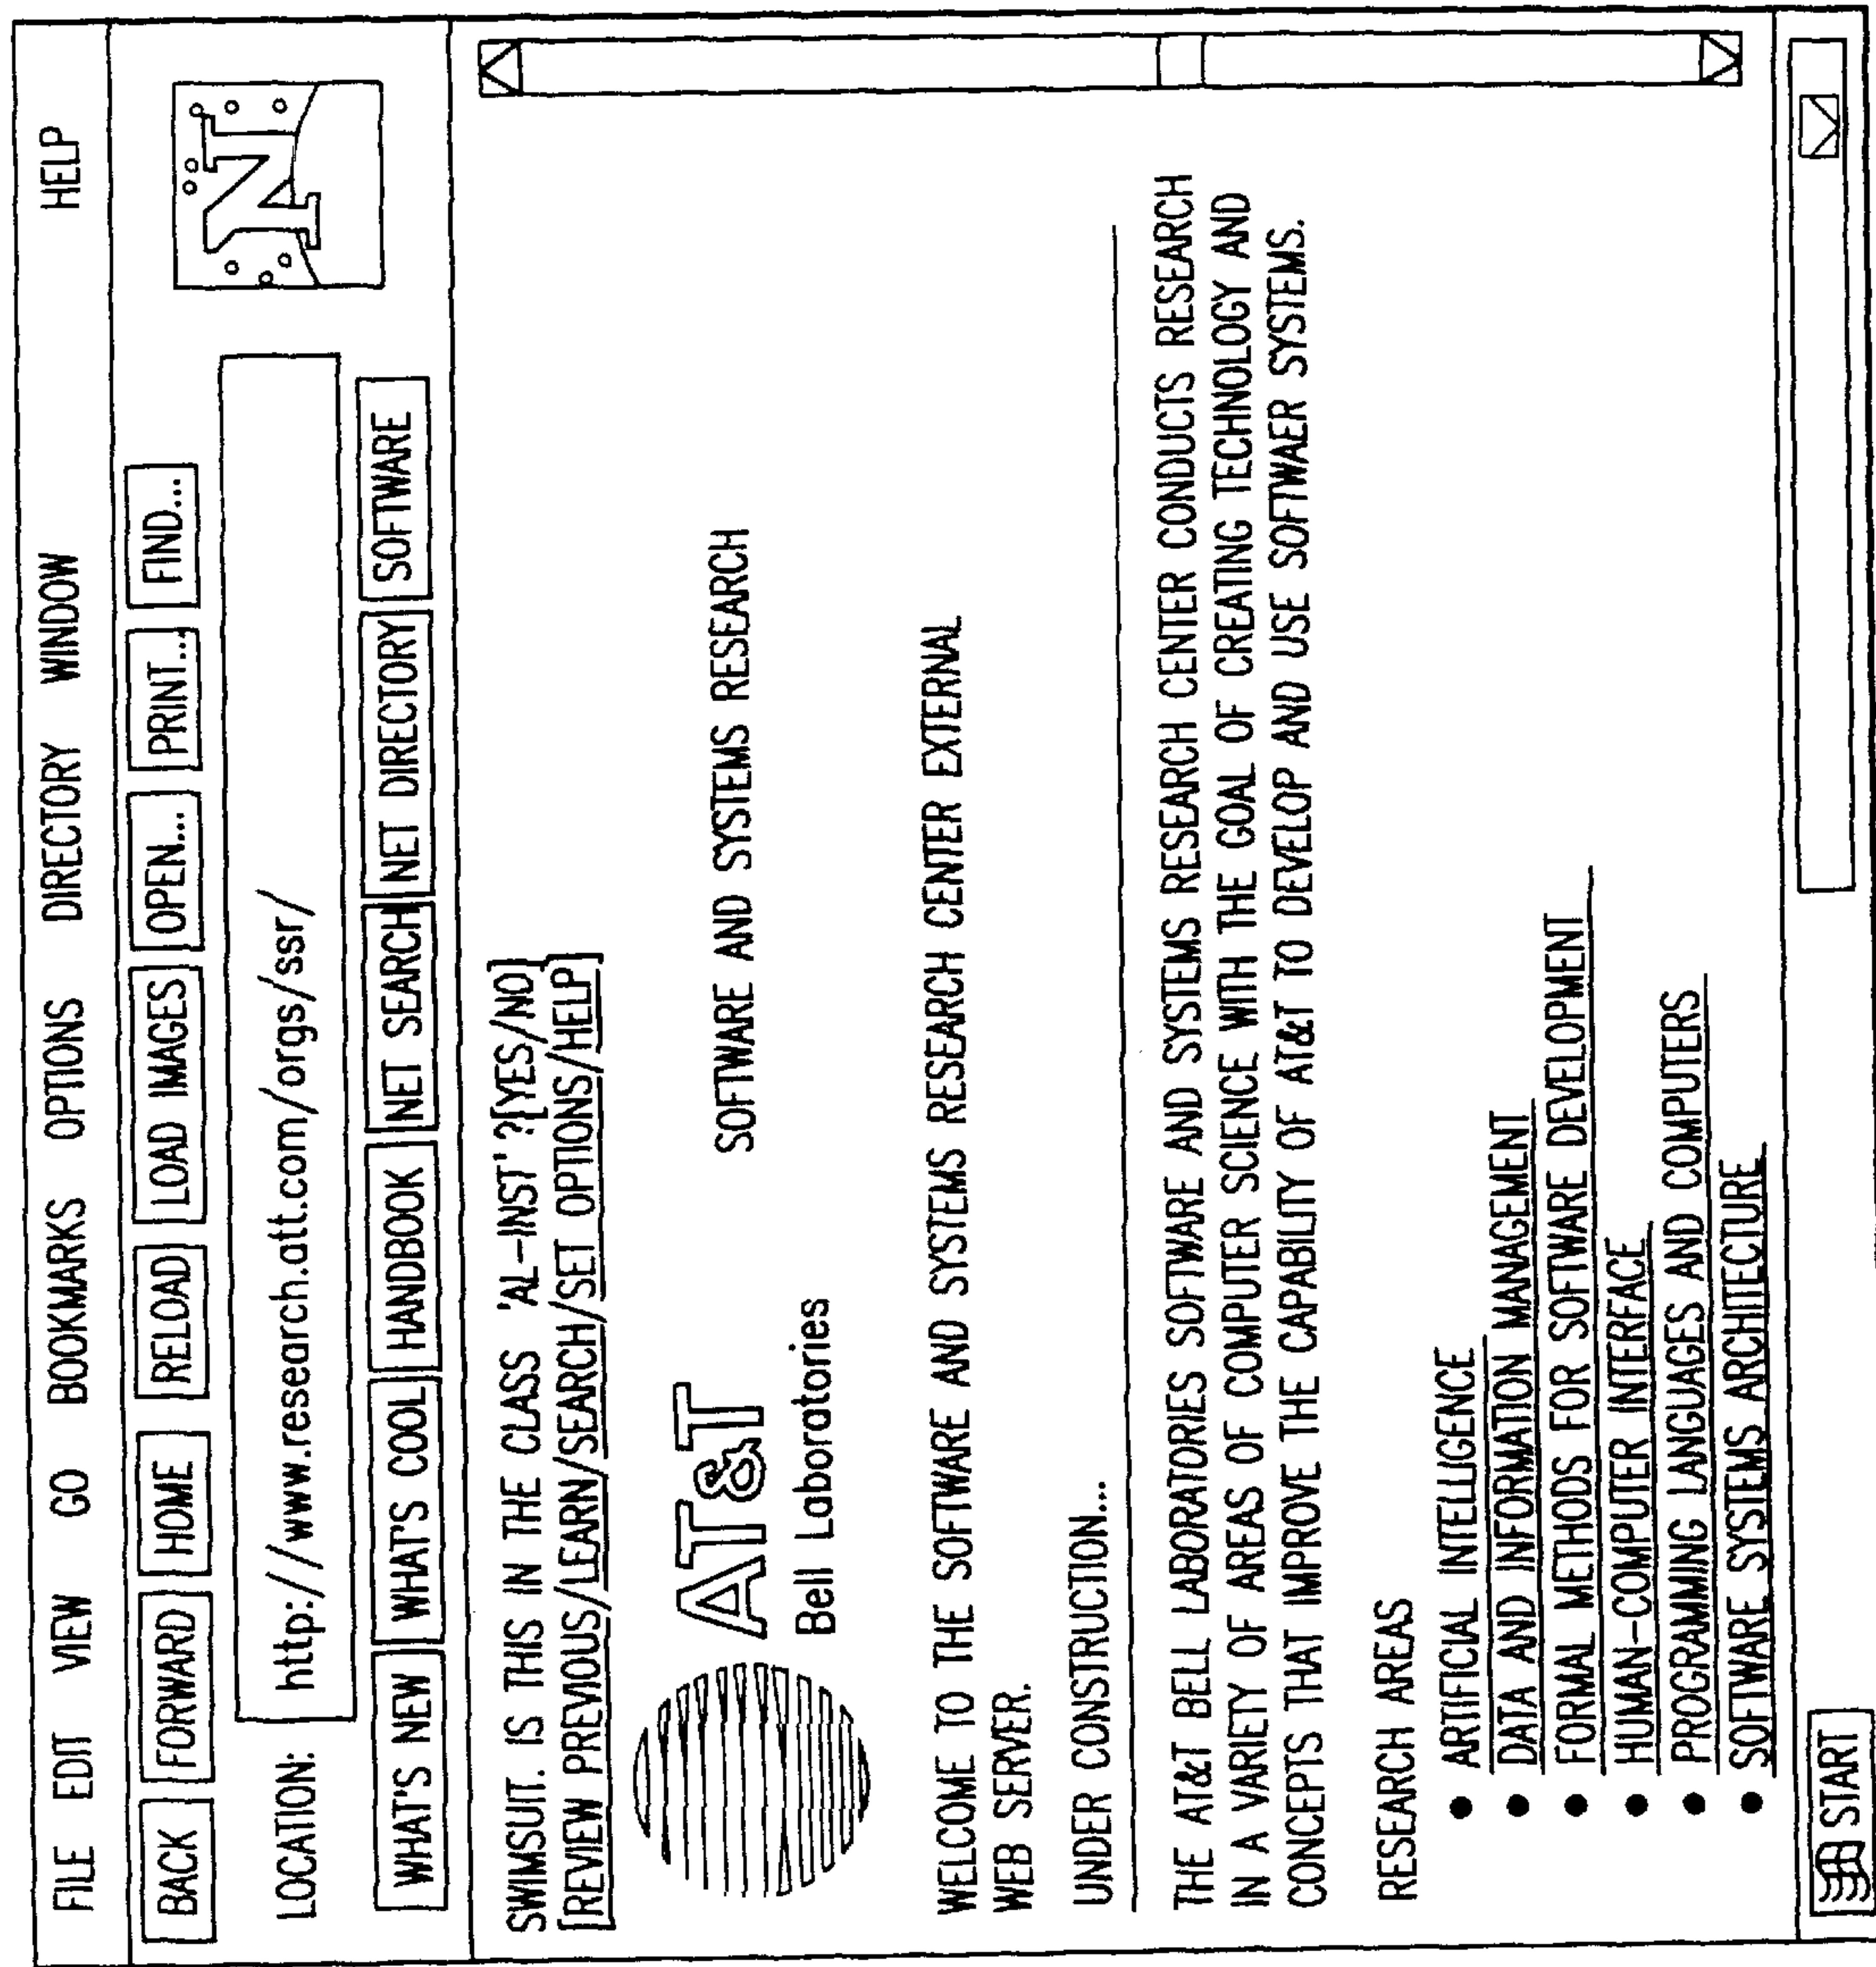 FILE EDIT VIEW GO BOOKMARKS OPTIONS DIRECTORY WINDOW HELP
BACK FORWARD HOME RELOAD LOAD IMAGES OPEN... PRINT... FIND...
LOCATION: http://www.research.att.com/orgs/ssr/
N
WHAT'S NEW WHAT'S COOL HANDBOOK NET SEARCH NET DIRECTORY SOFTWARE
SWIMSUIT. IS THIS IN THE CLASS 'AL-INST'?[YES/NO]
[REVIEW PREVIOUS/LEARN/SEARCH/SET OPTIONS/HELP]
AT&T
Bell Laboratories
SOFTWARE AND SYSTEMS RESEARCH
WELCOME TO THE SOFTWARE AND SYSTEMS RESEARCH CENTER EXTERNAL
WEB SERVER.
UNDER CONSTRUCTION...
THE AT&T BELL LABORATORIES SOFTWARE AND SYSTEMS RESEARCH CENTER CONDUCTS RESEARCH
IN A VARIETY OF AREAS OF COMPUTER SCIENCE WITH THE GOAL OF CREATING TECHNOLOGY AND
CONCEPTS THAT IMPROVE THE CAPABILITY OF AT&T TO DEVELOP AND USE SOFTWAER SYSTEMS.
RESEARCH AREAS
• ARTIFICIAL INTELLIGENCE
• DATA AND INFORMATION MANAGEMENT
• FORMAL METHODS FOR SOFTWARE DEVELOPMENT
• HUMAN-COMPUTER INTERFACE
• PROGRAMMING LANGUAGES AND COMPUTERS
• SOFTWARE SYSTEMS ARCHITECTURE
START